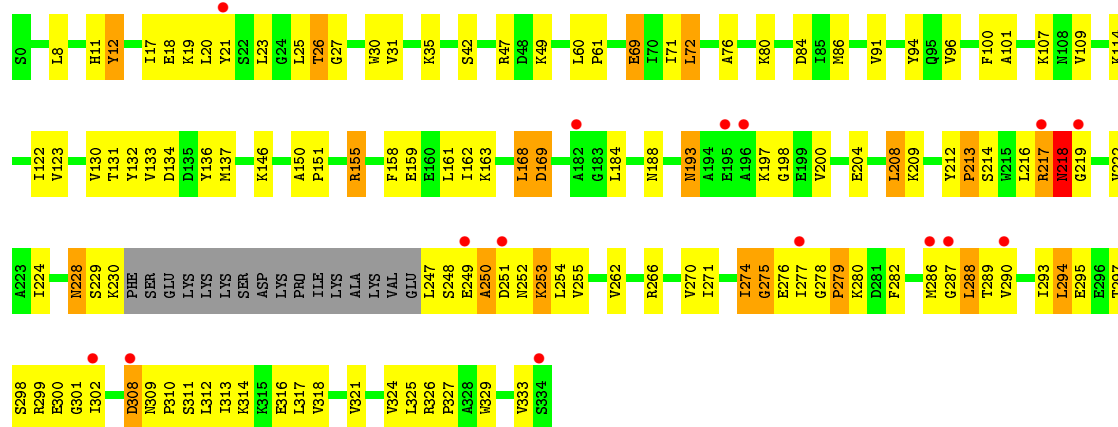 S0 L8 H11 Y12 I17 E18 K19 L20 Y21 S22 L23 G24 L25 T26 G27 W30 V31 K35 S42 R47 D48 K49 L60 P61 E69 I70 I71 L72 A76 K80 D84 I85 M86 V91 Y94 Q95 V96 F100 A101 K107 N108 V109 K114
I122 V123 V130 T131 Y132 V133 D134 D135 Y136 M137 K146 A150 P151 R155 F158 E159 E160 L161 I162 K163 L168 D169 A182 G183 L184 N188 N193 A194 E195 A196 K197 G198 E199 V200 E204 L208 K209 Y212 P213 S214 W215 L216 R217 N218 G219 V222
A223 I224 N228 S229 K230 PHE SER GLU LYS LYS LYS SER ASP LYS PRO ILE LYS ALA LYS VAL GLU L247 S248 E249 A250 D251 N252 K253 L254 V255 V262 R266 V270 I271 I274 G275 E276 I277 G278 P279 K280 D281 F282 M286 G287 L288 T289 V290 I293 L294 E295 E296 T297
S298 R299 E300 G301 I302 D308 N309 P310 S311 L312 I313 K314 K315 E316 L317 V318 V321 V324 L325 R326 P327 A328 W329 V333 S334